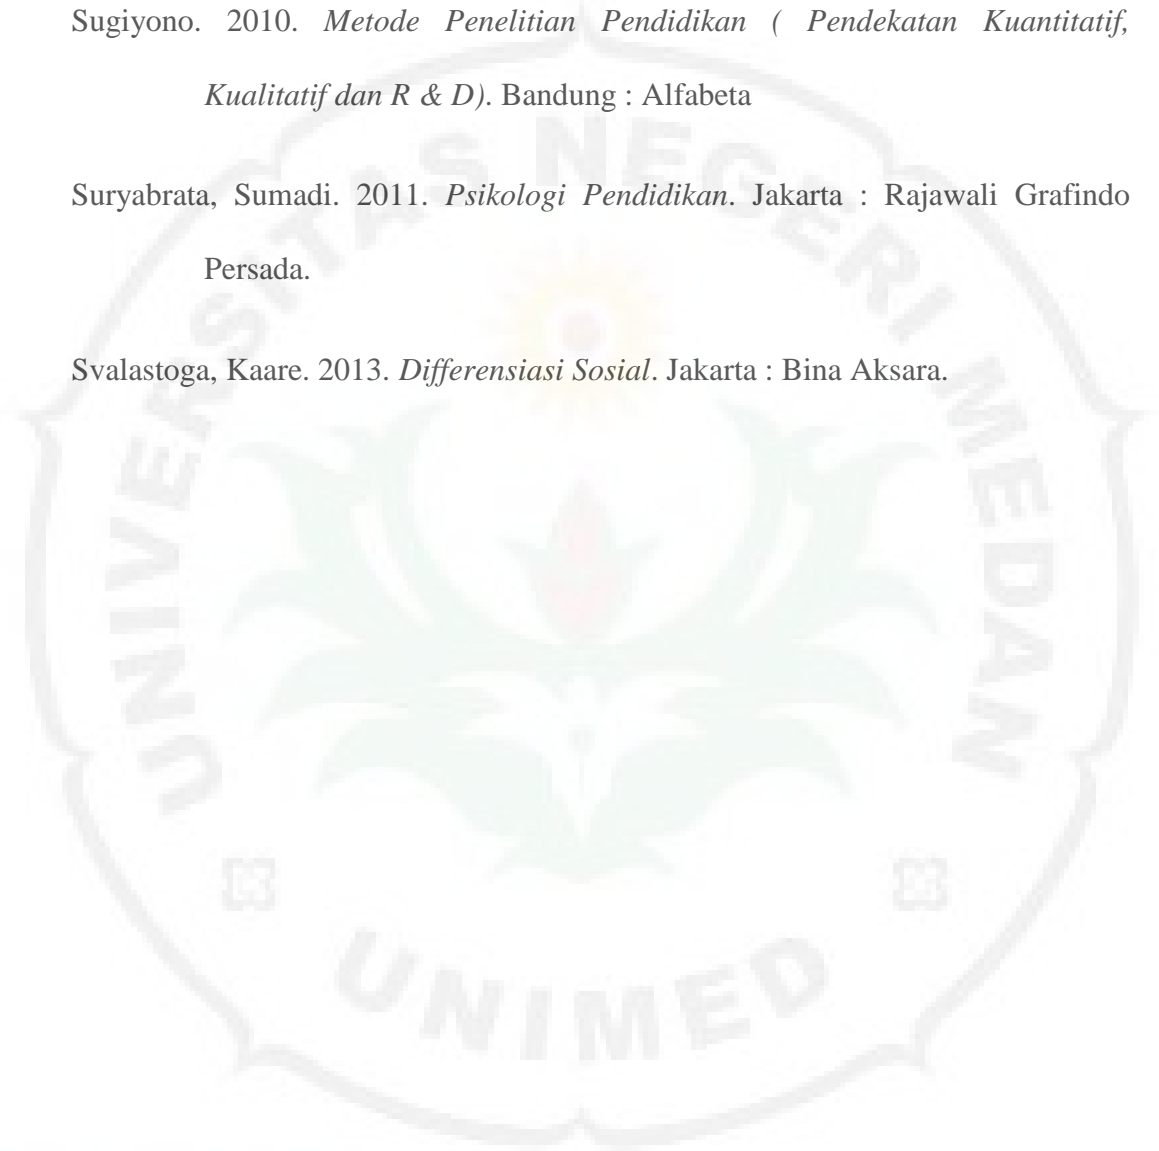 Sugiyono. 2010. Metode Penelitian Pendidikan ( Pendekatan Kuantitatif,
Kualitatif dan R & D). Bandung : Alfabeta
Suryabrata, Sumadi. 2011. Psikologi Pendidikan. Jakarta : Rajawali Grafindo
Persada.
Svalastoga, Kaare. 2013. Differensiasi Sosial. Jakarta : Bina Aksara.
UNIVERSITAS NEGERI MEDAN
UNIMED